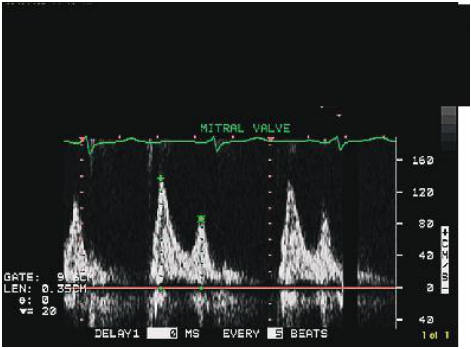 MITRAL VALVE
160
120
80
40
0
40
GATE: 9.6CM
LEN: 0.35CM
θ: 0
▼= 20
DELAY1 0 MS EVERY 5 BEATS
1 of 1